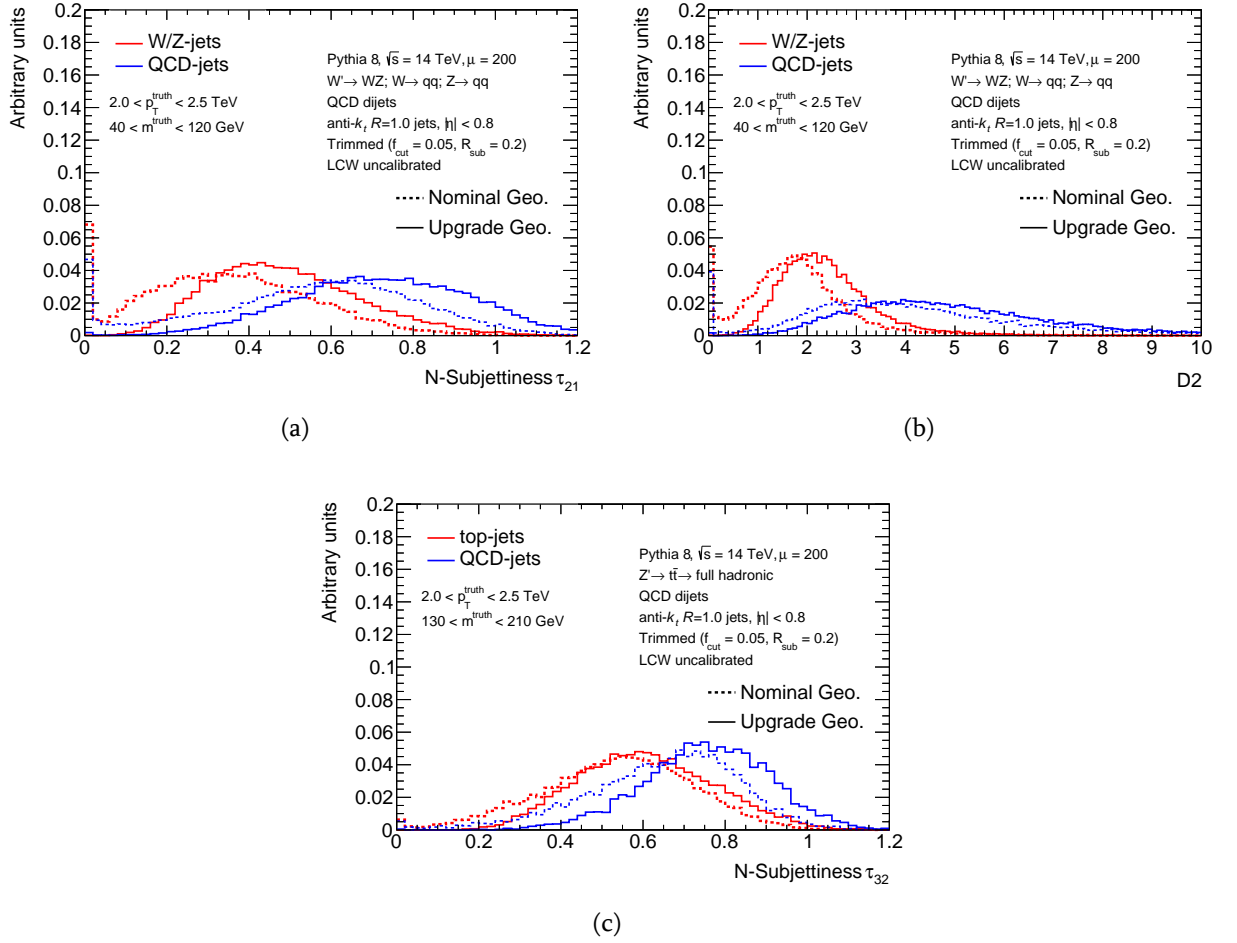 Arbitrary units
0.2
0.18
0.16
0.14
0.12
0.1
0.08
0.06
0.04
0.02
0
W/Z-jets
QCD-jets
2.0 < p_T^truth < 2.5 TeV
40 < m^truth < 120 GeV
Pythia 8, √s = 14 TeV, μ = 200
W'→ WZ; W→ qq; Z→ qq
QCD dijets
anti-k_t R=1.0 jets, |η| < 0.8
Trimmed (f_cut = 0.05, R_sub = 0.2)
LCW uncalibrated
Nominal Geo.
Upgrade Geo.
0 0.2 0.4 0.6 0.8 1 1.2
N-Subjettiness τ_21
(a)
Arbitrary units
0.2
0.18
0.16
0.14
0.12
0.1
0.08
0.06
0.04
0.02
0
W/Z-jets
QCD-jets
2.0 < p_T^truth < 2.5 TeV
40 < m^truth < 120 GeV
Pythia 8, √s = 14 TeV, μ = 200
W'→ WZ; W→ qq; Z→ qq
QCD dijets
anti-k_t R=1.0 jets, |η| < 0.8
Trimmed (f_cut = 0.05, R_sub = 0.2)
LCW uncalibrated
Nominal Geo.
Upgrade Geo.
0 1 2 3 4 5 6 7 8 9 10
D2
(b)
Arbitrary units
0.2
0.18
0.16
0.14
0.12
0.1
0.08
0.06
0.04
0.02
0
top-jets
QCD-jets
2.0 < p_T^truth < 2.5 TeV
130 < m^truth < 210 GeV
Pythia 8, √s = 14 TeV, μ = 200
Z'→ tt̄→ full hadronic
QCD dijets
anti-k_t R=1.0 jets, |η| < 0.8
Trimmed (f_cut = 0.05, R_sub = 0.2)
LCW uncalibrated
Nominal Geo.
Upgrade Geo.
0 0.2 0.4 0.6 0.8 1 1.2
N-Subjettiness τ_32
(c)